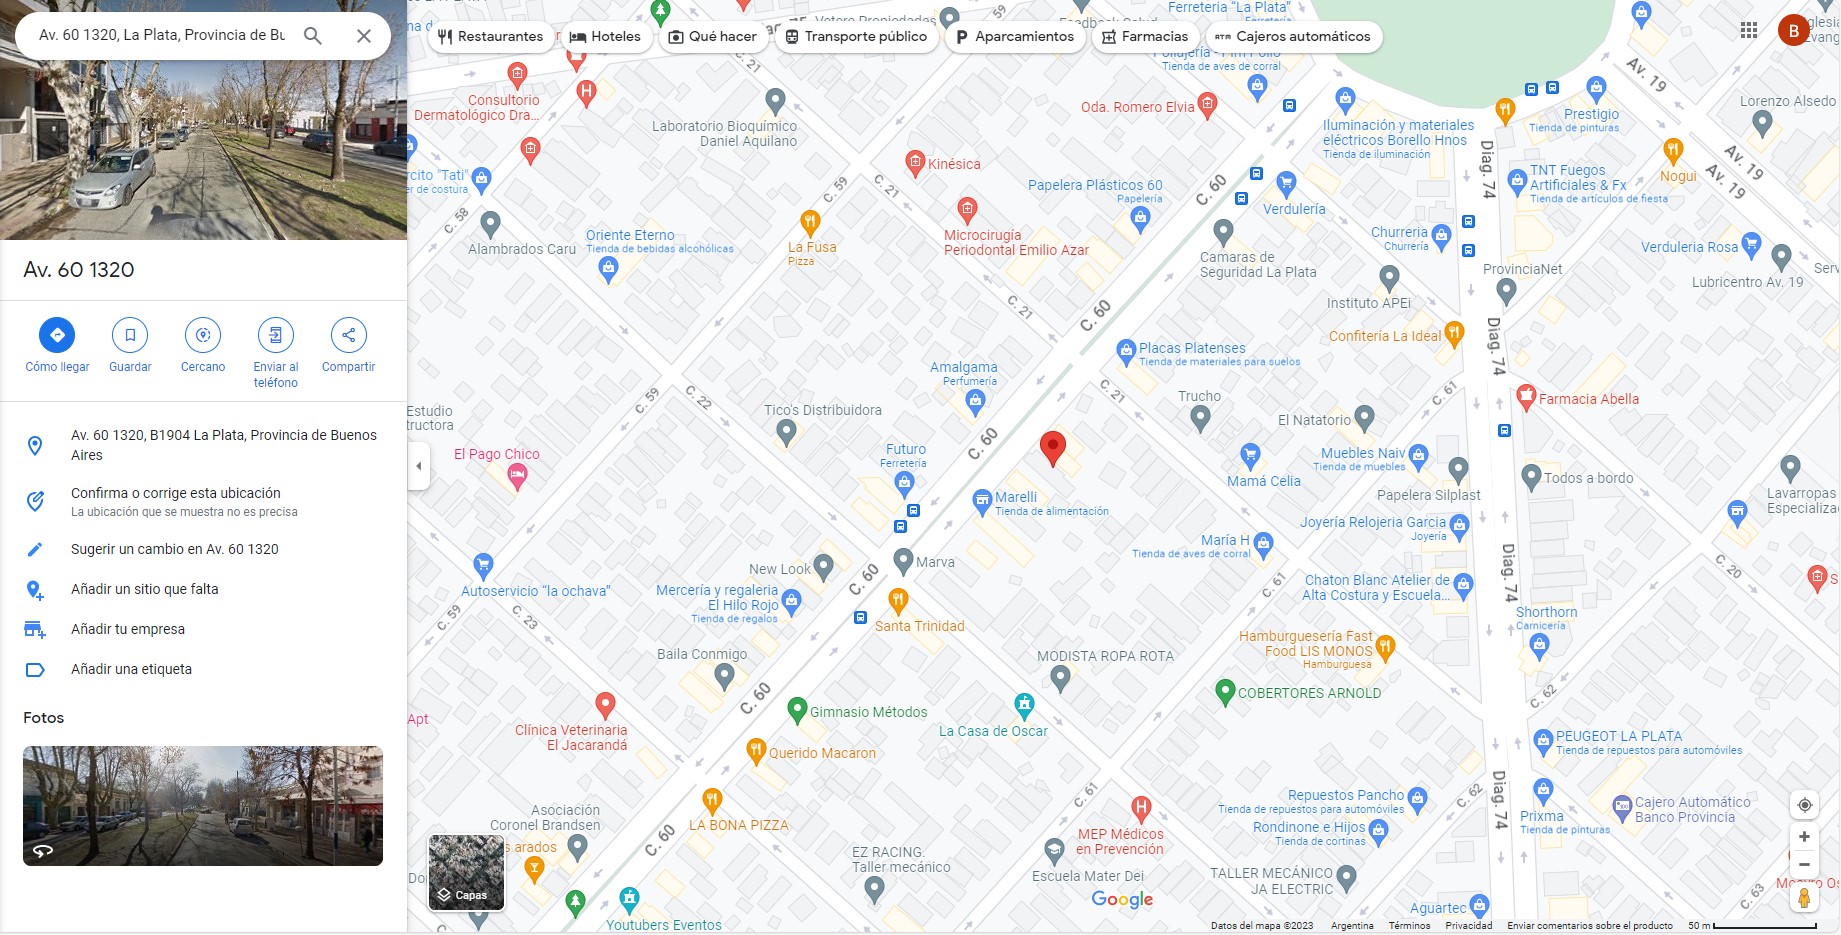 Av. 60 1320, La Plata, Provincia de Bu
Av. 60 1320
Cómo llegar
Guardar
Cercano
Enviar al
teléfono
Compartir
Av. 60 1320, B1904 La Plata, Provincia de Buenos
Aires
Confirma o corrige esta ubicación
La ubicación que se muestra no es precisa
Sugerir un cambio en Av. 60 1320
Añadir un sitio que falta
Añadir tu empresa
Añadir una etiqueta
Fotos
Restaurantes
Hoteles
Qué hacer
Transporte público
Aparcamientos
Farmacias
ATM
Cajeros automáticos
B
Ferreteria "La Plata"
Tienda de aves de corral
Consultorio
Dermatológico Dra...
Laboratorio Bioquímico
Daniel Aquilano
Oda. Romero Elvia
Iluminación y materiales
eléctricos Borello Hnos
Tienda de iluminación
Prestigio
Tienda de pinturas
Lorenzo Alsedo
Av. 19
Av. 19
Av. 19
Nogui
TNT Fuegos
Artificiales & Fx
Tienda de artículos de fiesta
Diag. 74
C. 21
C. 59
C. 59
C. 21
Kinésica
Papelera Plásticos 60
Papelería
C. 60
Verdulería
rcito "Tati"
er de costura
C. 58
Alambrados Caru
Oriente Eterno
Tienda de bebidas alcohólicas
La Fusa
Pizza
Microcirugía
Periodontal Emilio Azar
Camaras de
Seguridad La Plata
Churreria
Churrería
Verduleria Rosa
Lubricentro Av. 19
Serv
ProvinciaNet
Instituto APEi
Confitería La Ideal
Diag. 74
C. 21
C. 60
Placas Platenses
Tienda de materiales para suelos
Amalgama
Perfumería
C. 59
C. 22
Tico's Distribuidora
Estudio
tructora
C. 21
Trucho
El Natatorio
C. 61
Farmacia Abella
El Pago Chico
Futuro
Ferretería
C. 60
Marelli
Tienda de alimentación
Mamá Celia
Muebles Naiv
Tienda de muebles
Papelera Silplast
Todos a bordo
Lavarropas
Especializa
Joyería Relojeria Garcia
Joyería
María H
Tienda de aves de corral
Marva
New Look
C. 60
Autoservicio "la ochava"
Mercería y regaleria
El Hilo Rojo
Tienda de regalos
C. 59
C. 23
Santa Trinidad
C. 61
Chaton Blanc Atelier de
Alta Costura y Escuela...
Diag. 74
C. 20
S
Shorthorn
Carnicería
Hamburguesería Fast
Food LIS MONOS
Hamburguesa
Baila Conmigo
MODISTA ROPA ROTA
COBERTORES ARNOLD
C. 60
C. 62
Apt
Clínica Veterinaria
El Jacarandá
Gimnasio Métodos
La Casa de Oscar
Querido Macaron
PEUGEOT LA PLATA
Tienda de repuestos para automóviles
C. 61
Diag. 74
C. 62
Repuestos Pancho
Tienda de repuestos para automóviles
Rondinone e Hijos
Tienda de cortinas
Prixma
Tienda de pinturas
Cajero Automático
Banco Provincia
Asociación
Coronel Brandsen
LA BONA PIZZA
C. 60
MEP Médicos
en Prevención
s arados
EZ RACING.
Taller mecánico
Escuela Mater Dei
TALLER MECÁNICO
JA ELECTRIC
C. 63
Capas
Google
Aguartec
Youtubers Eventos
Datos del mapa ©2023
Argentina
Términos
Privacidad
Enviar comentarios sobre el producto
50 m